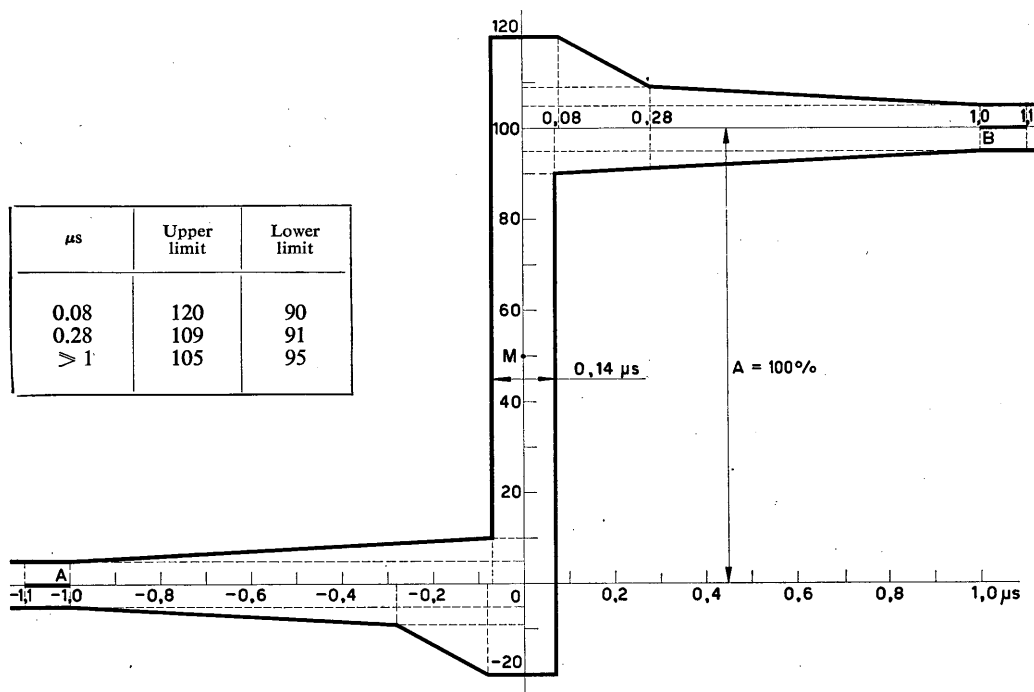 120
0,08 0,28 1,0 1,1
100
B
80
μs Upper limit Lower limit
0.08 120 90
0.28 109 91
⩾ 1 105 95
60
M
0,14 μs
A = 100%
40
20
A
-1,1 -1,0 -0,8 -0,6 -0,4 -0,2 0 0,2 0,4 0,6 0,8 1,0 μs
-20